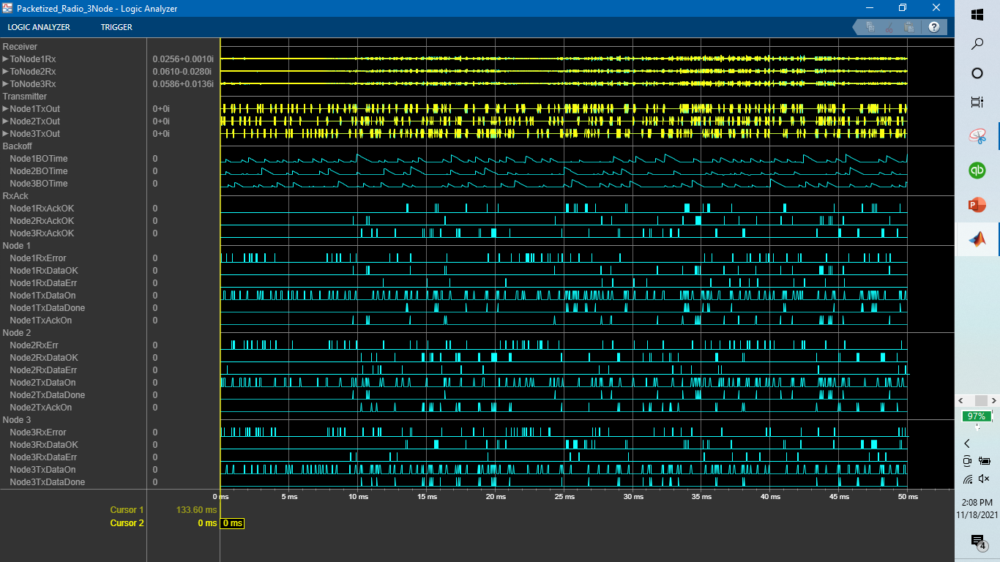 Packetized_Radio_3Node - Logic Analyzer
LOGIC ANALYZER TRIGGER
?
Receiver
ToNode1Rx 0.0256+0.0010i
ToNode2Rx 0.0610-0.0280i
ToNode3Rx 0.0586+0.0136i
Transmitter
Node1TxOut 0+0i
Node2TxOut 0+0i
Node3TxOut 0+0i
Backoff
Node1BOTime 0
Node2BOTime 0
Node3BOTime 0
RxAck
Node1RxAckOK 0
Node2RxAckOK 0
Node3RxAckOK 0
Node 1
Node1RxError 0
Node1RxDataOK 0
Node1RxDataErr 0
Node1TxDataOn 0
Node1TxDataDone 0
Node1TxAckOn 0
Node 2
Node2RxErr 0
Node2RxDataOK 0
Node2RxDataErr 0
Node2TxDataOn 0
Node2TxDataDone 0
Node2TxAckOn 0
Node 3
Node3RxError 0
Node3RxDataOK 0
Node3RxDataErr 0
Node3TxDataOn 0
Node3TxDataDone 0
0 ms 5 ms 10 ms 15 ms 20 ms 25 ms 30 ms 35 ms 40 ms 45 ms 50 ms
Cursor 1 133.60 ms
Cursor 2 0 ms 0 ms
qb
P
97%
2:08 PM
11/18/2021
4